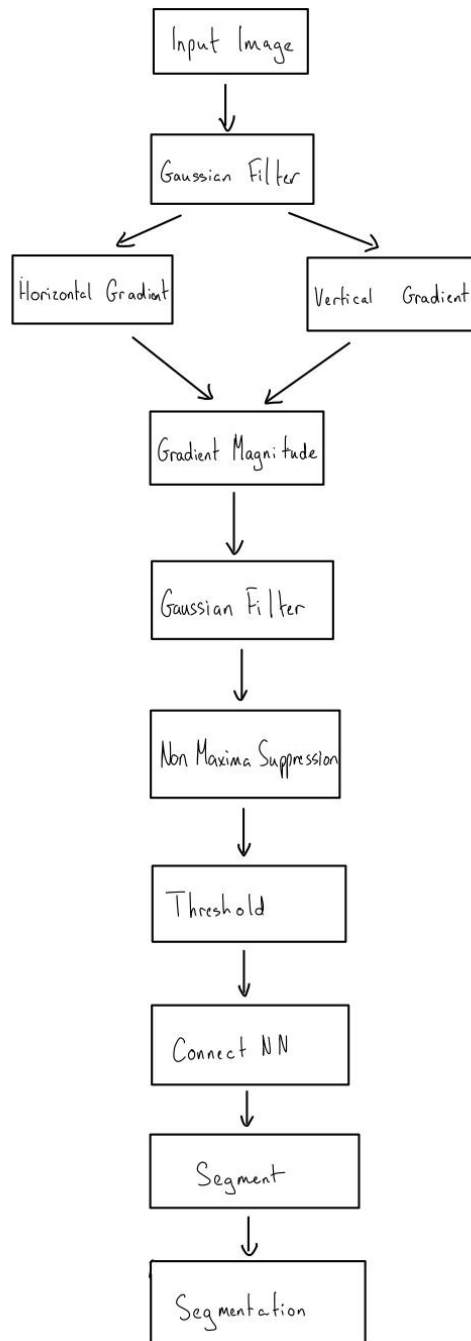 Input Image
Gaussian Filter
Horizontal Gradient
Vertical Gradient
Gradient Magnitude
Gaussian Filter
Non Maxima Suppression
Threshold
Connect NN
Segment
Segmentation